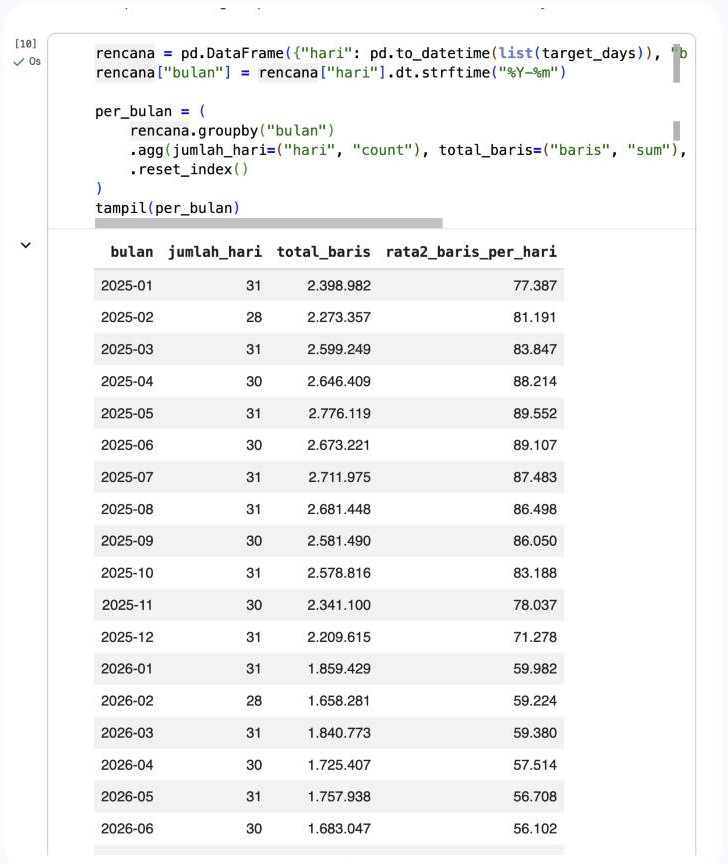 [10]
0s
rencana = pd.DataFrame({"hari": pd.to_datetime(list(target_days)), "b
rencana["bulan"] = rencana["hari"].dt.strftime("%Y-%m")
per_bulan = (
rencana.groupby("bulan")
.agg(jumlah_hari=("hari", "count"), total_baris=("baris", "sum"),
.reset_index()
)
tampil(per_bulan)
bulan jumlah_hari total_baris rata2_baris_per_hari
2025-01 31 2.398.982 77.387
2025-02 28 2.273.357 81.191
2025-03 31 2.599.249 83.847
2025-04 30 2.646.409 88.214
2025-05 31 2.776.119 89.552
2025-06 30 2.673.221 89.107
2025-07 31 2.711.975 87.483
2025-08 31 2.681.448 86.498
2025-09 30 2.581.490 86.050
2025-10 31 2.578.816 83.188
2025-11 30 2.341.100 78.037
2025-12 31 2.209.615 71.278
2026-01 31 1.859.429 59.982
2026-02 28 1.658.281 59.224
2026-03 31 1.840.773 59.380
2026-04 30 1.725.407 57.514
2026-05 31 1.757.938 56.708
2026-06 30 1.683.047 56.102